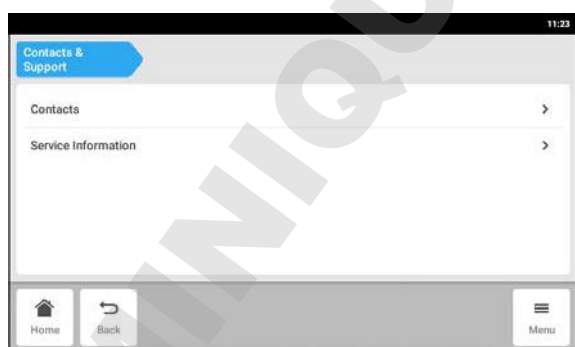 11:23
Contacts &
Support
Contacts
Service Information
Home
Back
Menu